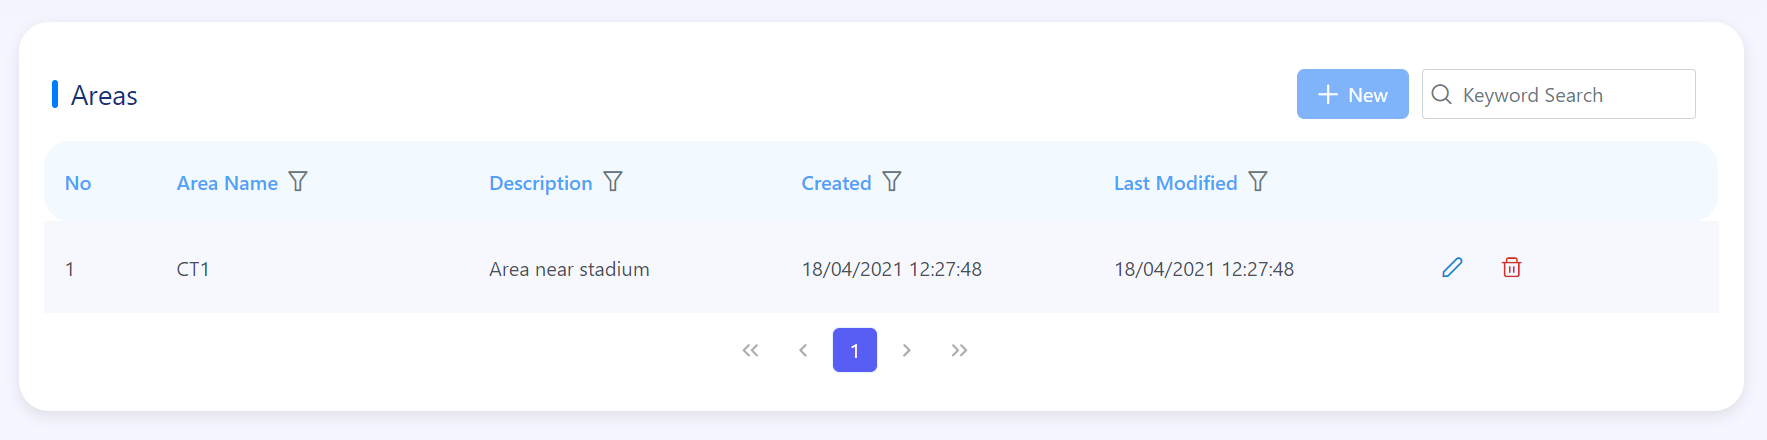 Areas
New
Keyword Search
No Area Name Description Created Last Modified
1 CT1 Area near stadium 18/04/2021 12:27:48 18/04/2021 12:27:48
1